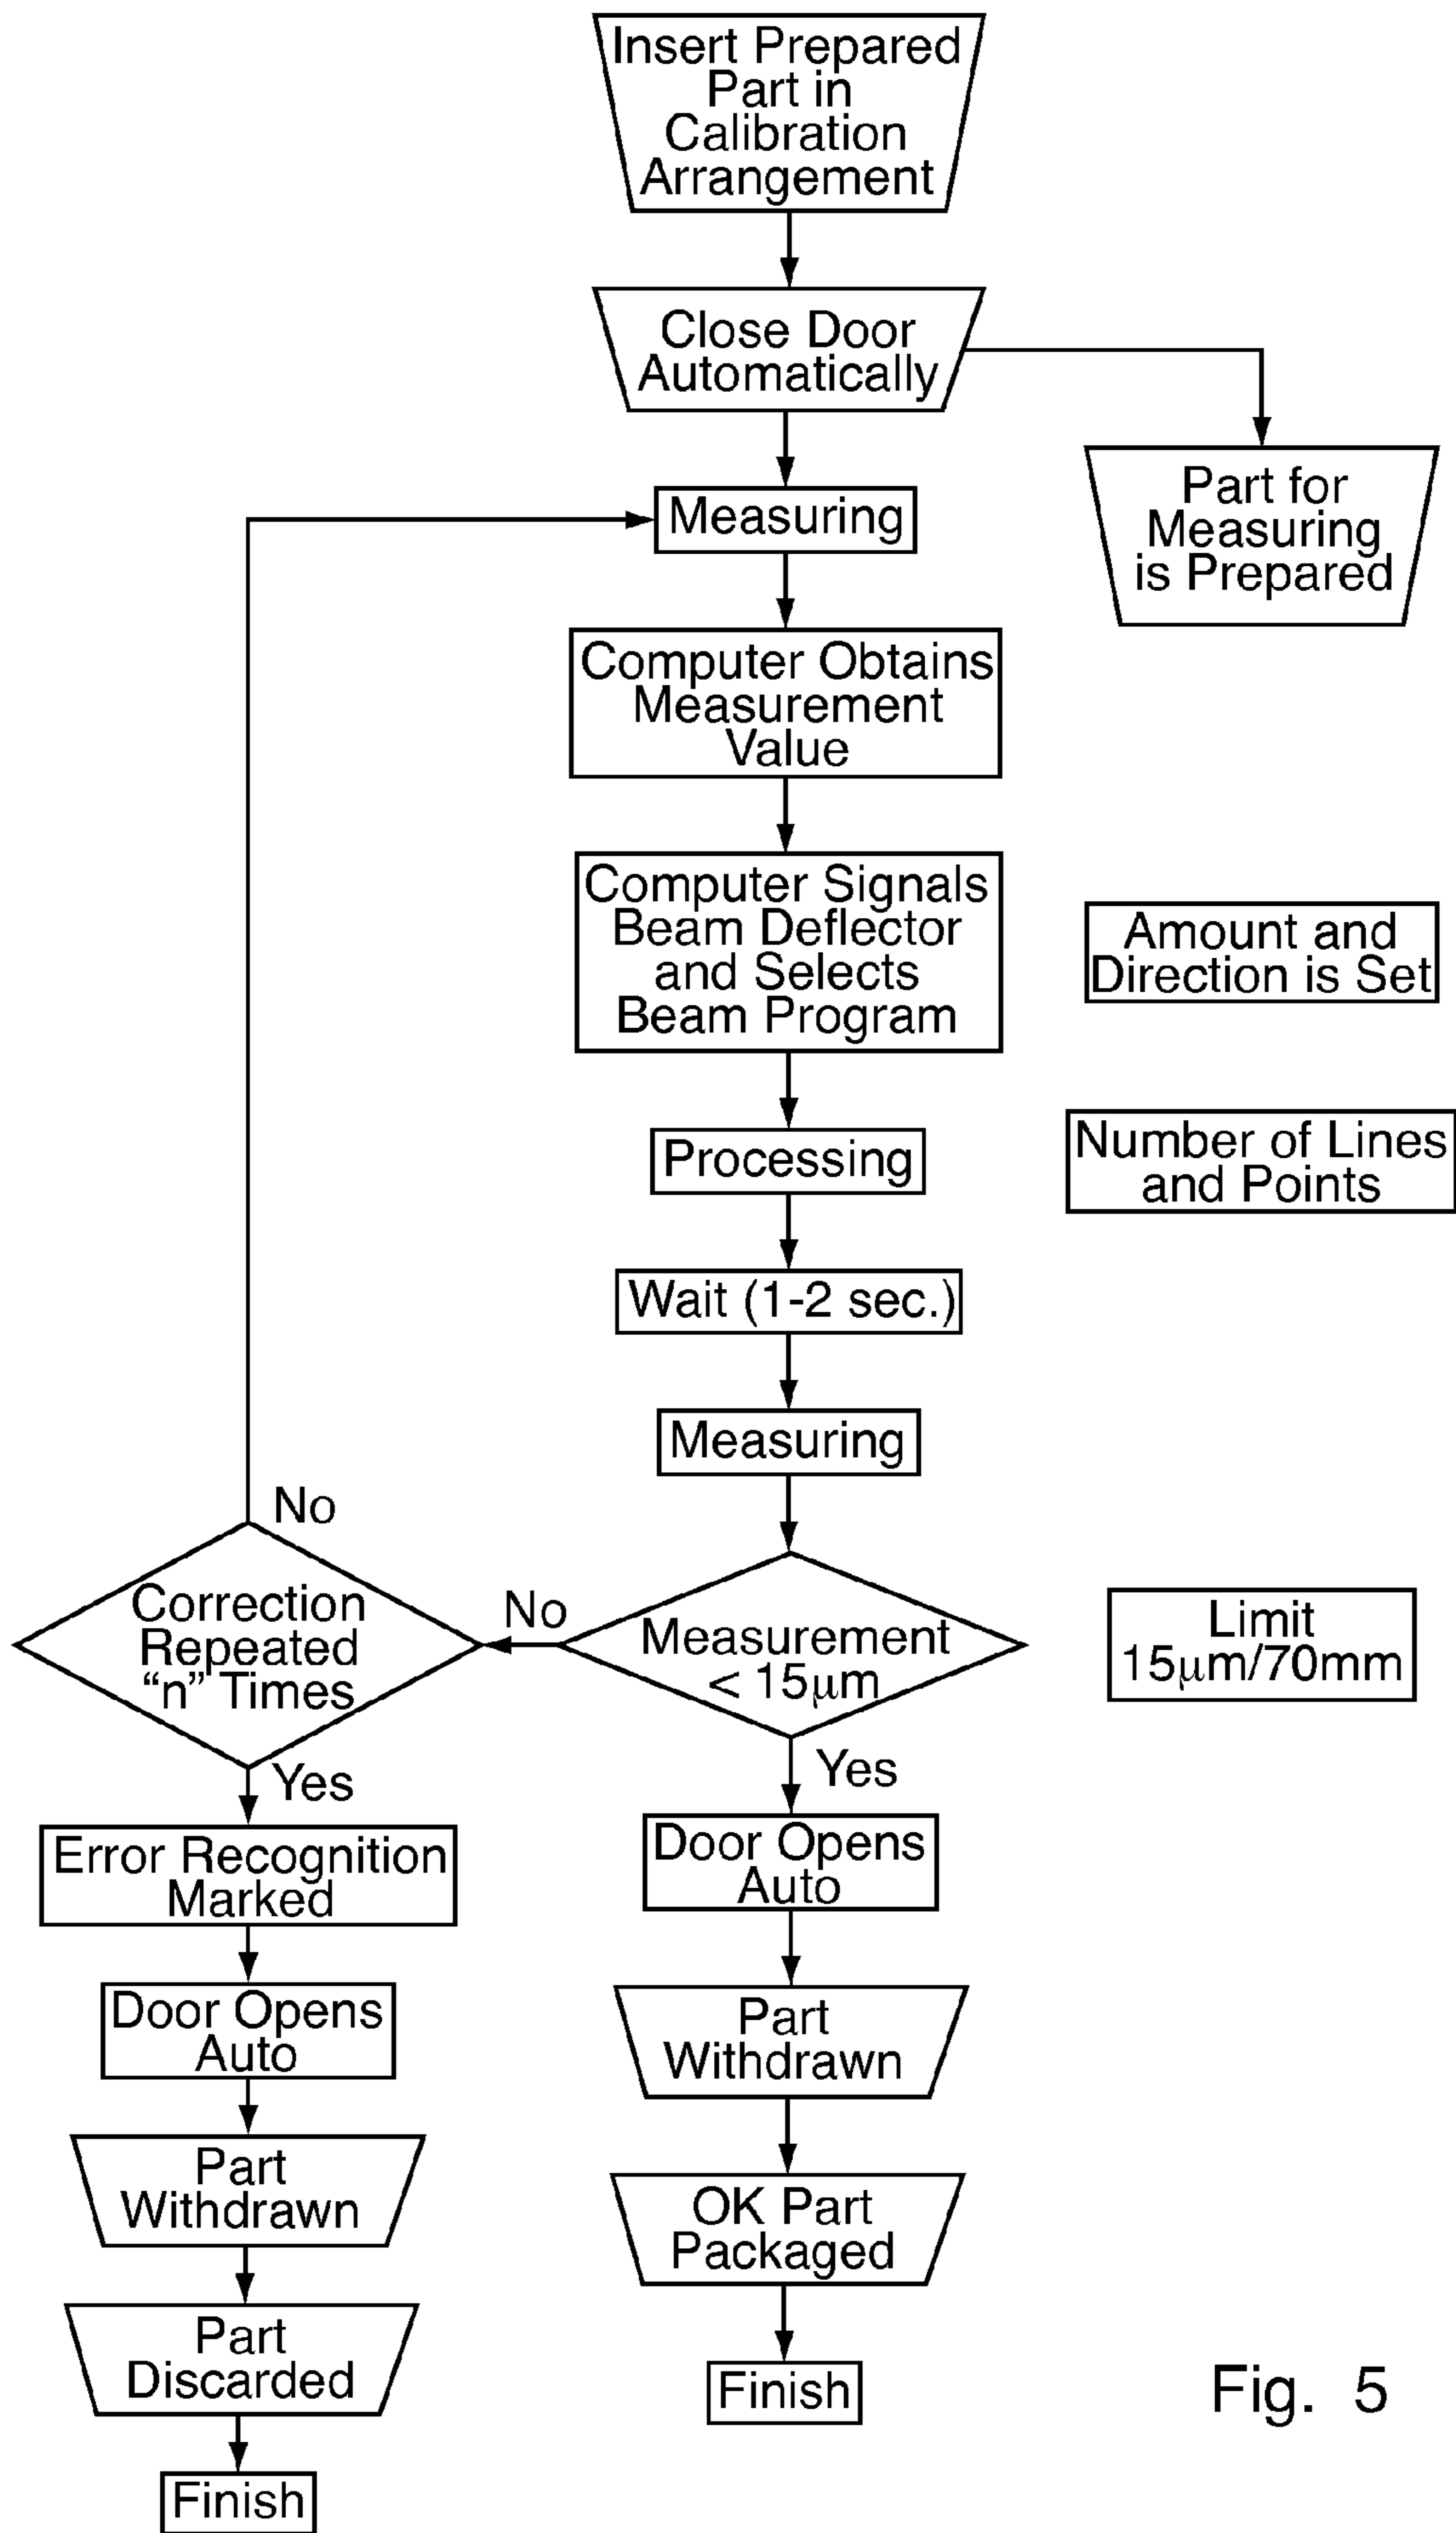 Insert Prepared
Part in
Calibration
Arrangement
Close Door
Automatically
Part for
Measuring
is Prepared
Measuring
Computer Obtains
Measurement
Value
Computer Signals
Beam Deflector
and Selects
Beam Program
Amount and
Direction is Set
Processing
Number of Lines
and Points
Wait (1-2 sec.)
Measuring
Measurement
< 15μm
Limit
15μm/70mm
No
Correction
Repeated
“n” Times
No
Yes
Error Recognition
Marked
Door Opens
Auto
Part
Withdrawn
Part
Discarded
Finish
Yes
Door Opens
Auto
Part
Withdrawn
OK Part
Packaged
Finish
Fig. 5